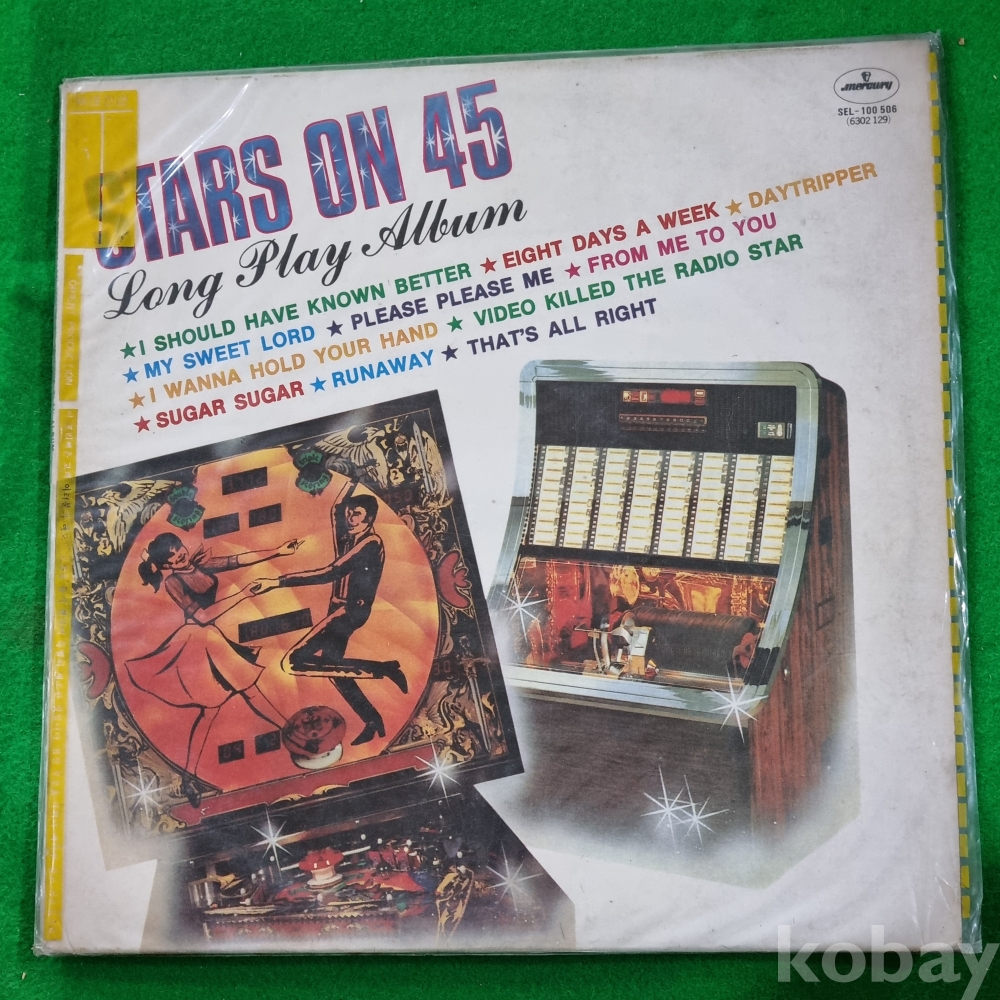 mercury
SEL-100 506
(6302 129)
STARS ON 45
Long Play Album
★I SHOULD HAVE KNOWN BETTER ★EIGHT DAYS A WEEK ★DAYTRIPPER
★MY SWEET LORD ★PLEASE PLEASE ME ★FROM ME TO YOU
★I WANNA HOLD YOUR HAND ★VIDEO KILLED THE RADIO STAR
★SUGAR SUGAR ★RUNAWAY ★THAT'S ALL RIGHT
kobay